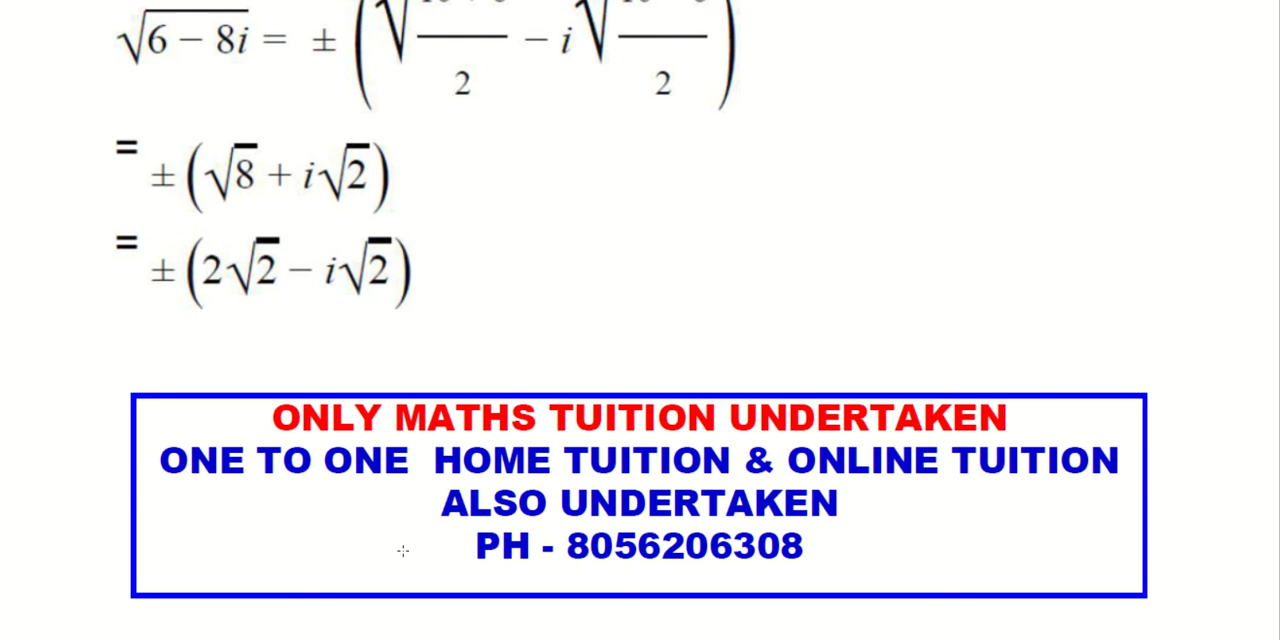 √6 − 8i = ± (√ / 2 − i √ / 2)
= ± (√8 + i√2)
= ± (2√2 − i√2)
ONLY MATHS TUITION UNDERTAKEN
ONE TO ONE HOME TUITION & ONLINE TUITION
ALSO UNDERTAKEN
PH - 8056206308